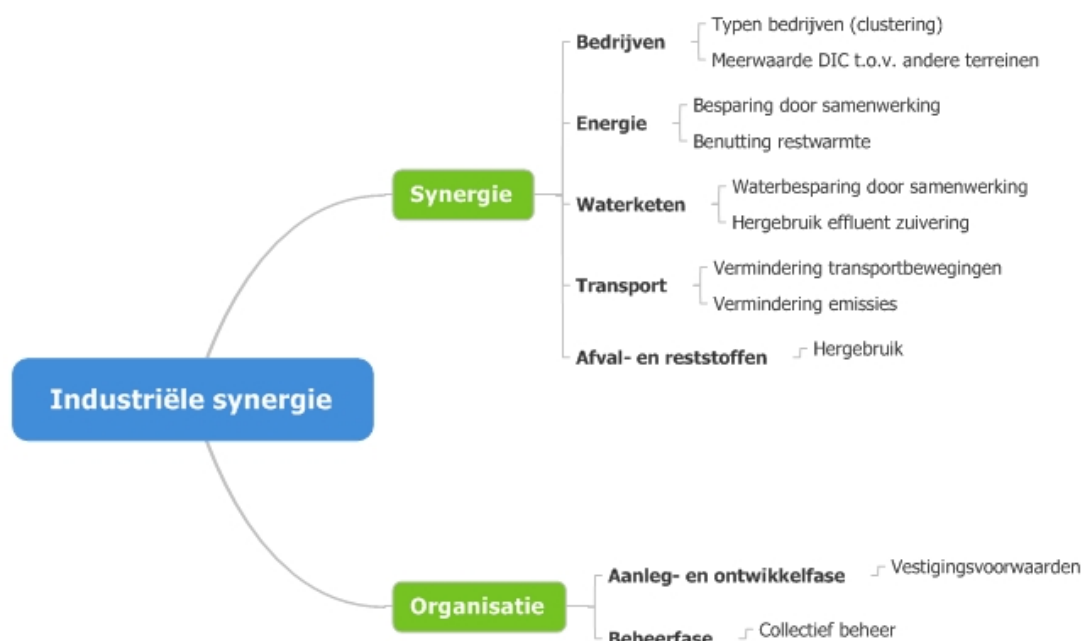 Industriële synergie
Synergie
Bedrijven
Typen bedrijven (clustering)
Meerwaarde DIC t.o.v. andere terreinen
Energie
Besparing door samenwerking
Benutting restwarmte
Waterketen
Waterbesparing door samenwerking
Hergebruik effluent zuivering
Transport
Vermindering transportbewegingen
Vermindering emissies
Afval- en reststoffen
Hergebruik
Organisatie
Aanleg- en ontwikkelfase
Vestigingsvoorwaarden
Beheerfase
Collectief beheer